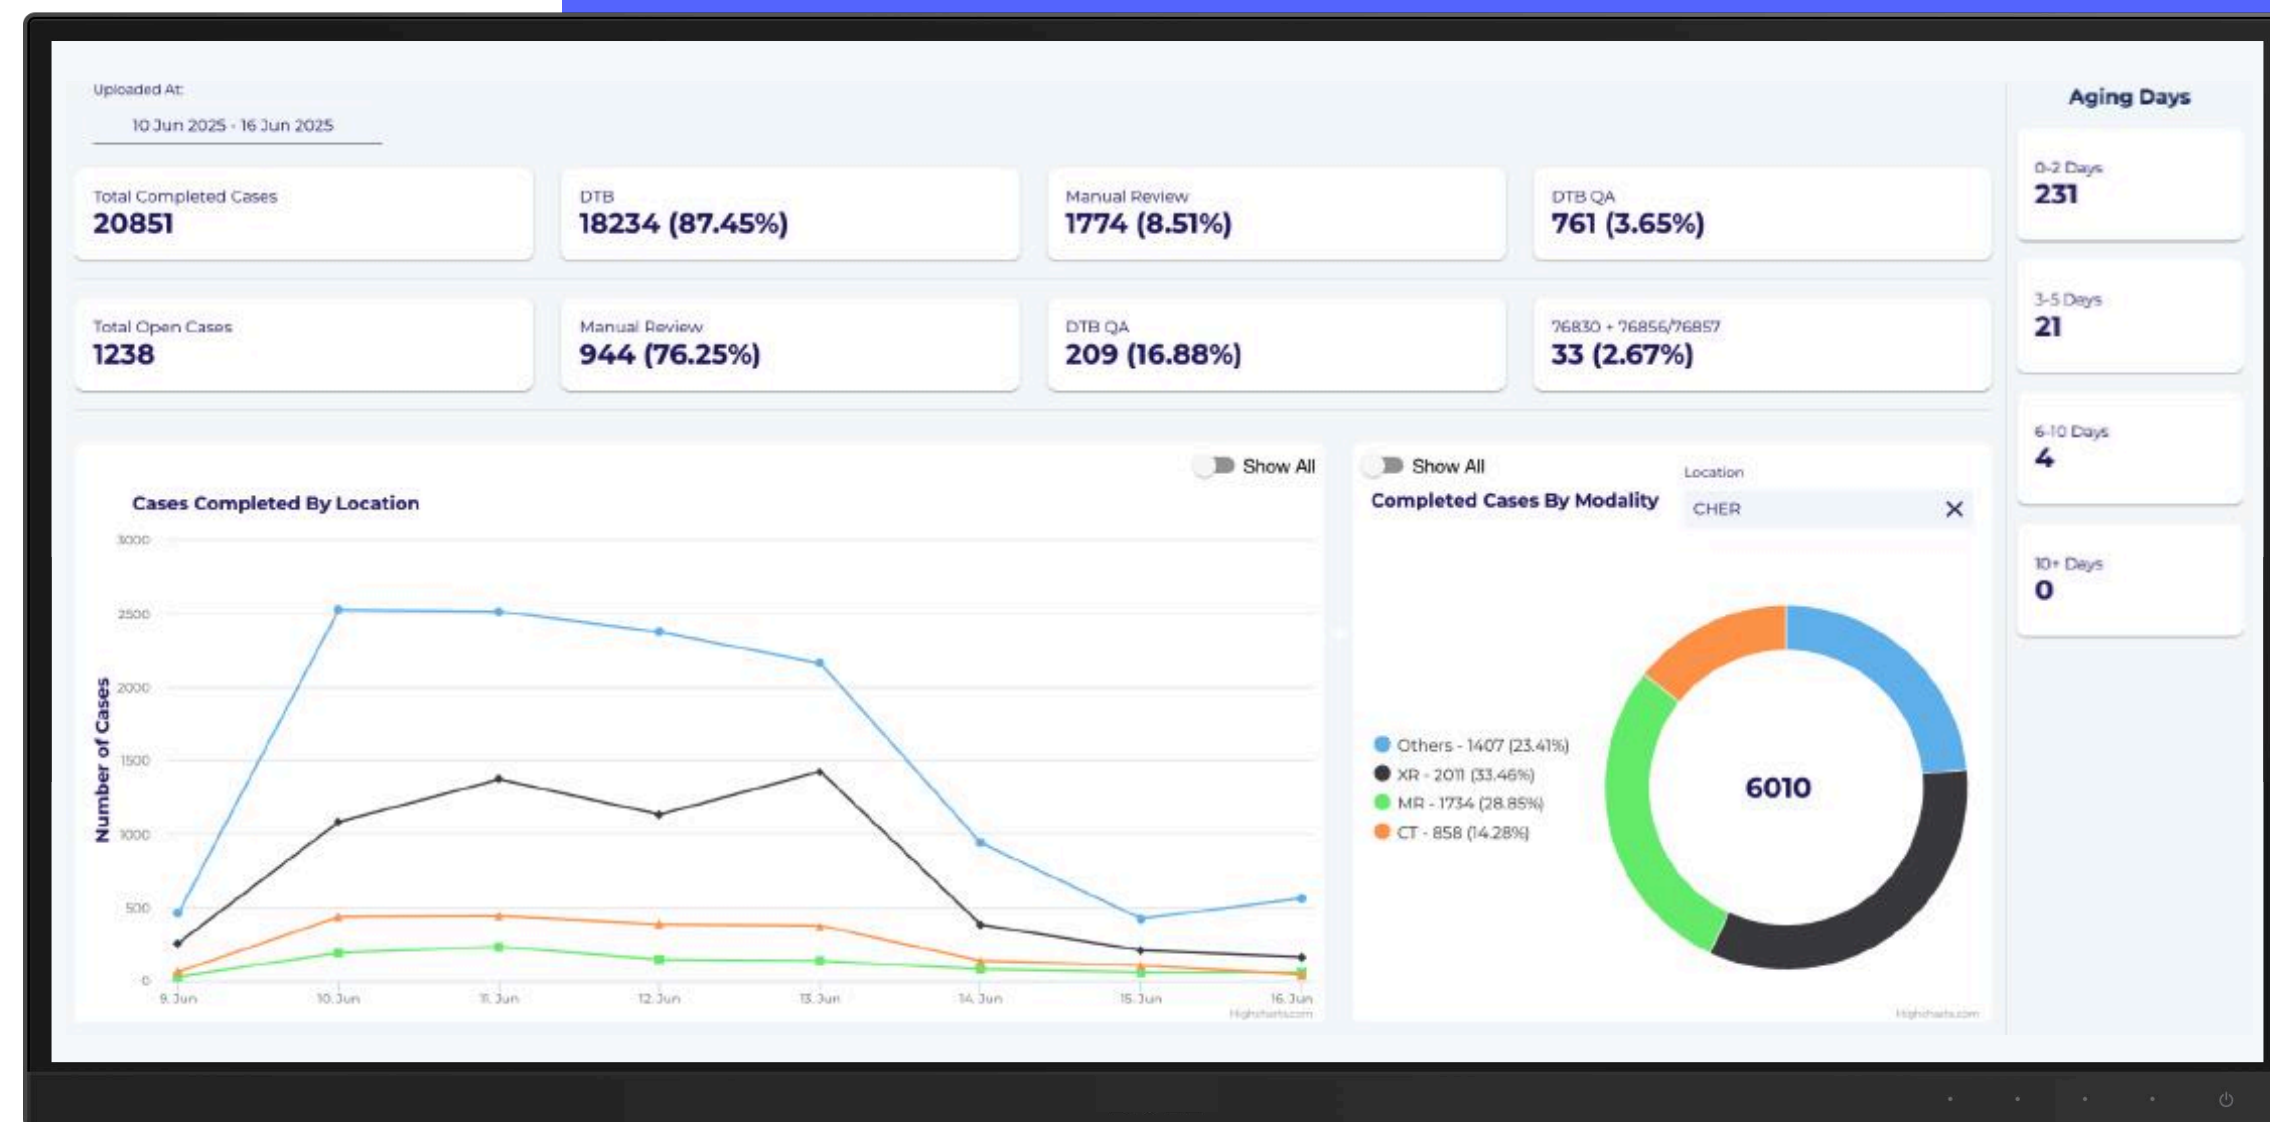 Uploaded At:
10 Jun 2025 - 16 Jun 2025
Total Completed Cases
20851
DTB
18234 (87.45%)
Manual Review
1774 (8.51%)
DTB QA
761 (3.65%)
Total Open Cases
1238
Manual Review
944 (76.25%)
DTB QA
209 (16.88%)
76830 + 76856/76857
33 (2.67%)
Aging Days
0-2 Days
231
3-5 Days
21
6-10 Days
4
10+ Days
0
Show All
Cases Completed By Location
Number of Cases
3000
2500
2000
1500
1000
500
0
9. Jun
10. Jun
11. Jun
12. Jun
13. Jun
14. Jun
15. Jun
16. Jun
Highcharts.com
Show All
Location
Completed Cases By Modality
CHER
Others - 1407 (23.41%)
XR - 2011 (33.46%)
MR - 1734 (28.85%)
CT - 858 (14.28%)
6010
Highcharts.com